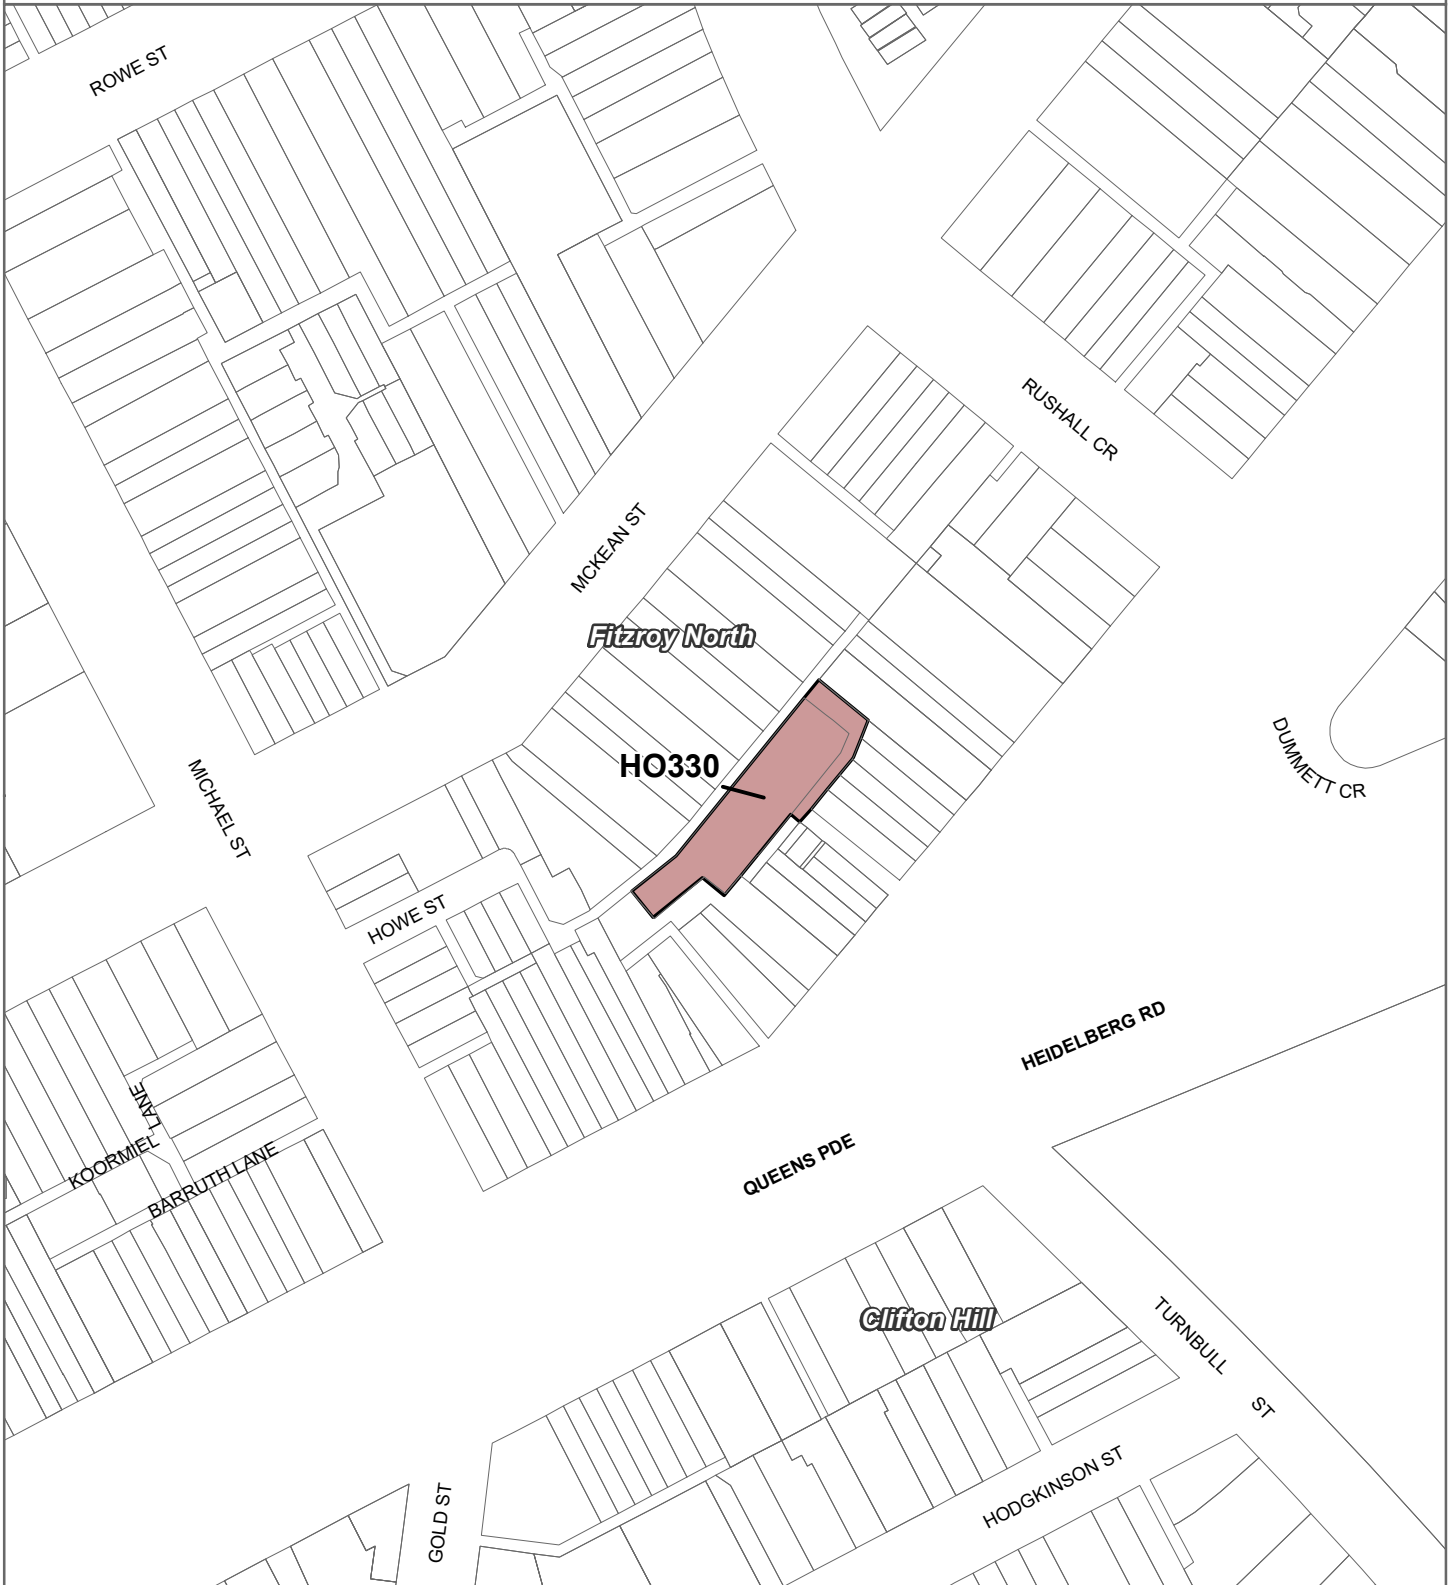 ROWE ST
RUSHALL CR
MCKEAN ST
Fitzroy North
HO330
DUMMETT CR
MICHAEL ST
HOWE ST
HEIDELBERG RD
KOORMIEL LANE
BARRUTH LANE
QUEENS PDE
Clifton Hill
TURNBULL ST
HODGKINSON ST
GOLD ST